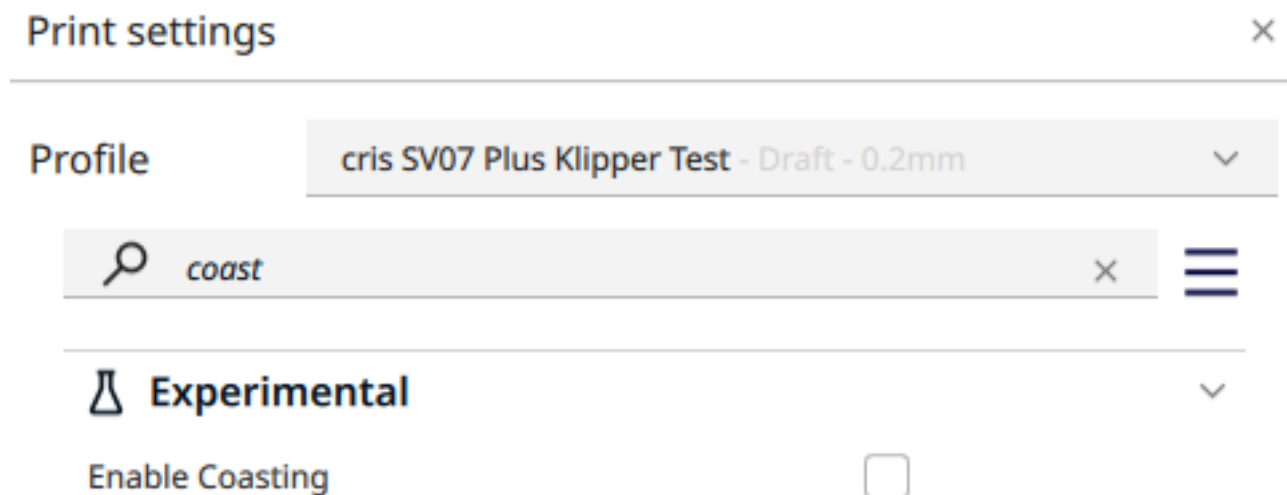 Print settings
Profile cris SV07 Plus Klipper Test - Draft - 0.2mm
coast
Experimental
Enable Coasting